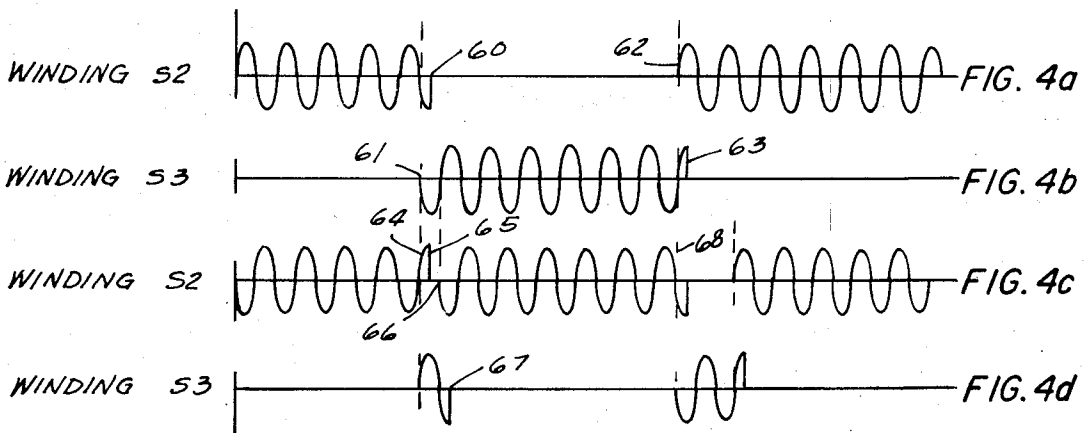 WINDING S2
60
62
FIG. 4a
WINDING S3
61
63
FIG. 4b
64
65
68
WINDING S2
66
FIG. 4c
WINDING S3
67
FIG. 4d